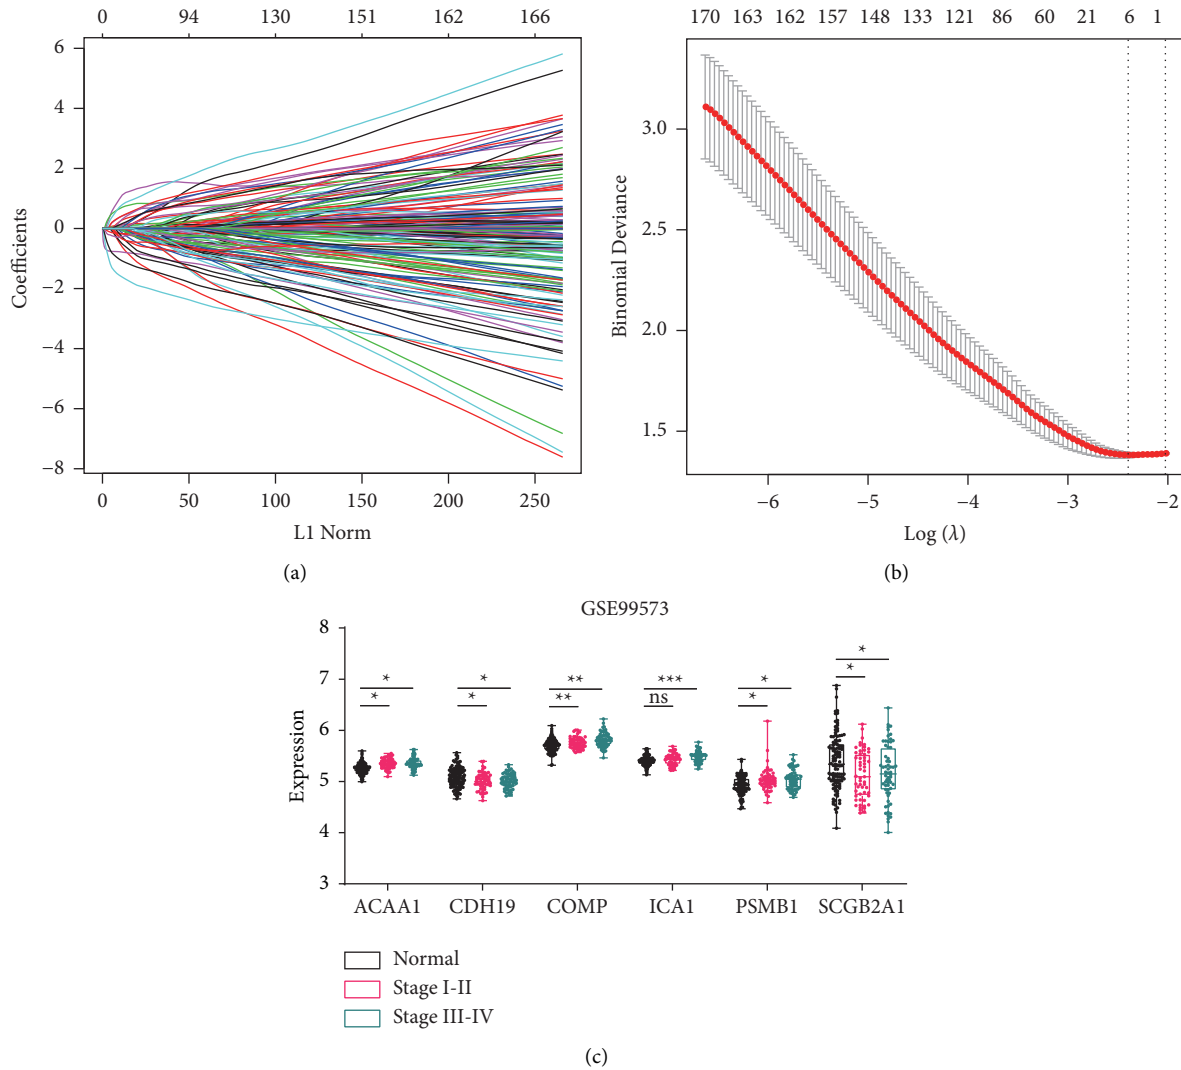 0 94 130 151 162 166
6
4
2
0
−2
−4
−6
−8
Coefficients
0 50 100 150 200 250
L1 Norm
(a)
170 163 162 157 148 133 121 86 60 21 6 1
3.0
2.5
2.0
1.5
Binomial Deviance
−6 −5 −4 −3 −2
Log (λ)
(b)
GSE99573
8
7
6
5
4
3
Expression
* * ** *** * *
* * ** ns * *
ACAA1 CDH19 COMP ICA1 PSMB1 SCGB2A1
Normal
Stage I-II
Stage III-IV
(c)